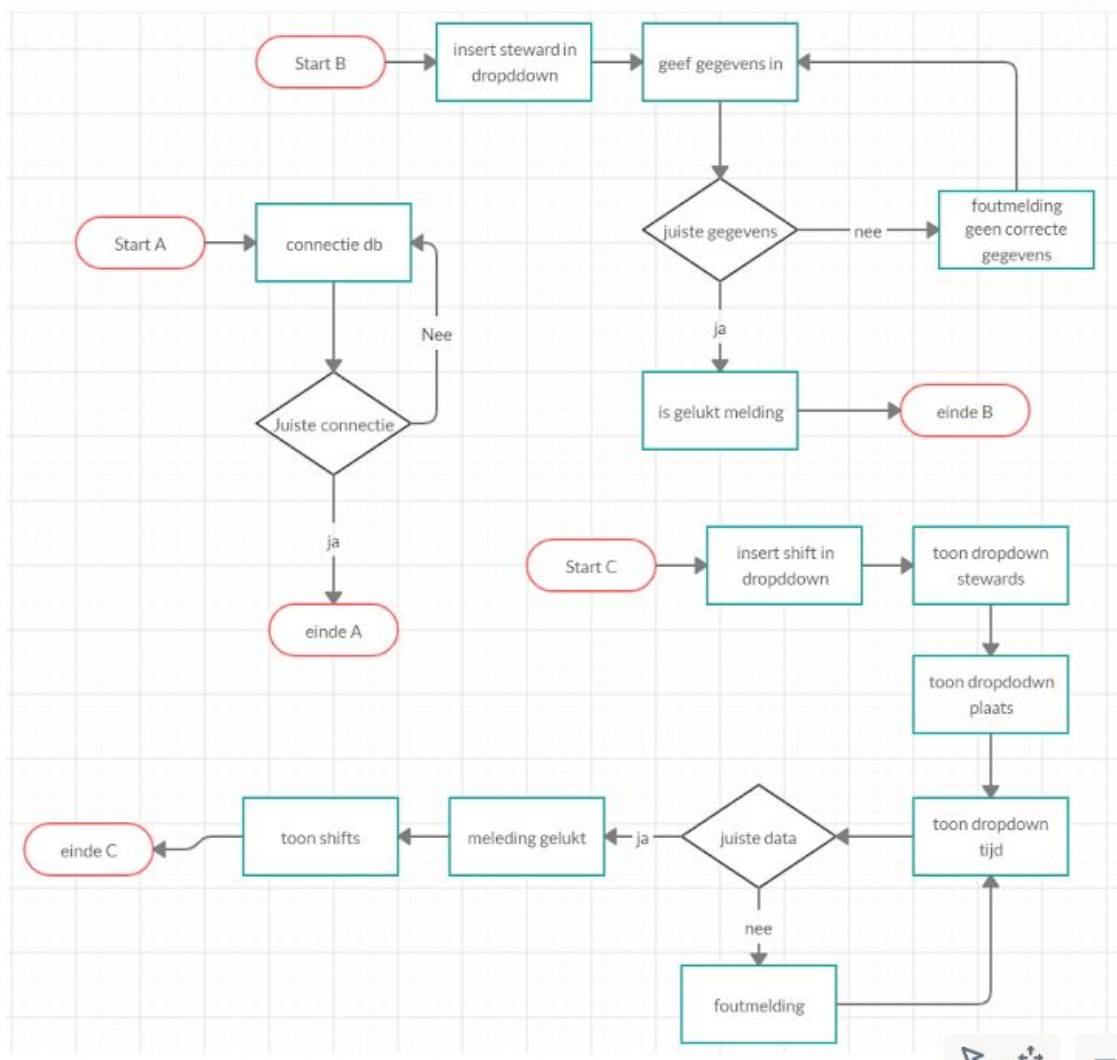 Start B
insert steward in
dropddown
geef gegevens in
juiste gegevens
nee
foutmelding
geen correcte
gegevens
ja
is gelukt melding
einde B
Start A
connectie db
Nee
Juiste connectie
ja
einde A
Start C
insert shift in
dropddown
toon dropdown
stewards
toon dropdodwn
plaats
toon dropdown
tijd
juiste data
ja
meleding gelukt
toon shifts
einde C
nee
foutmelding